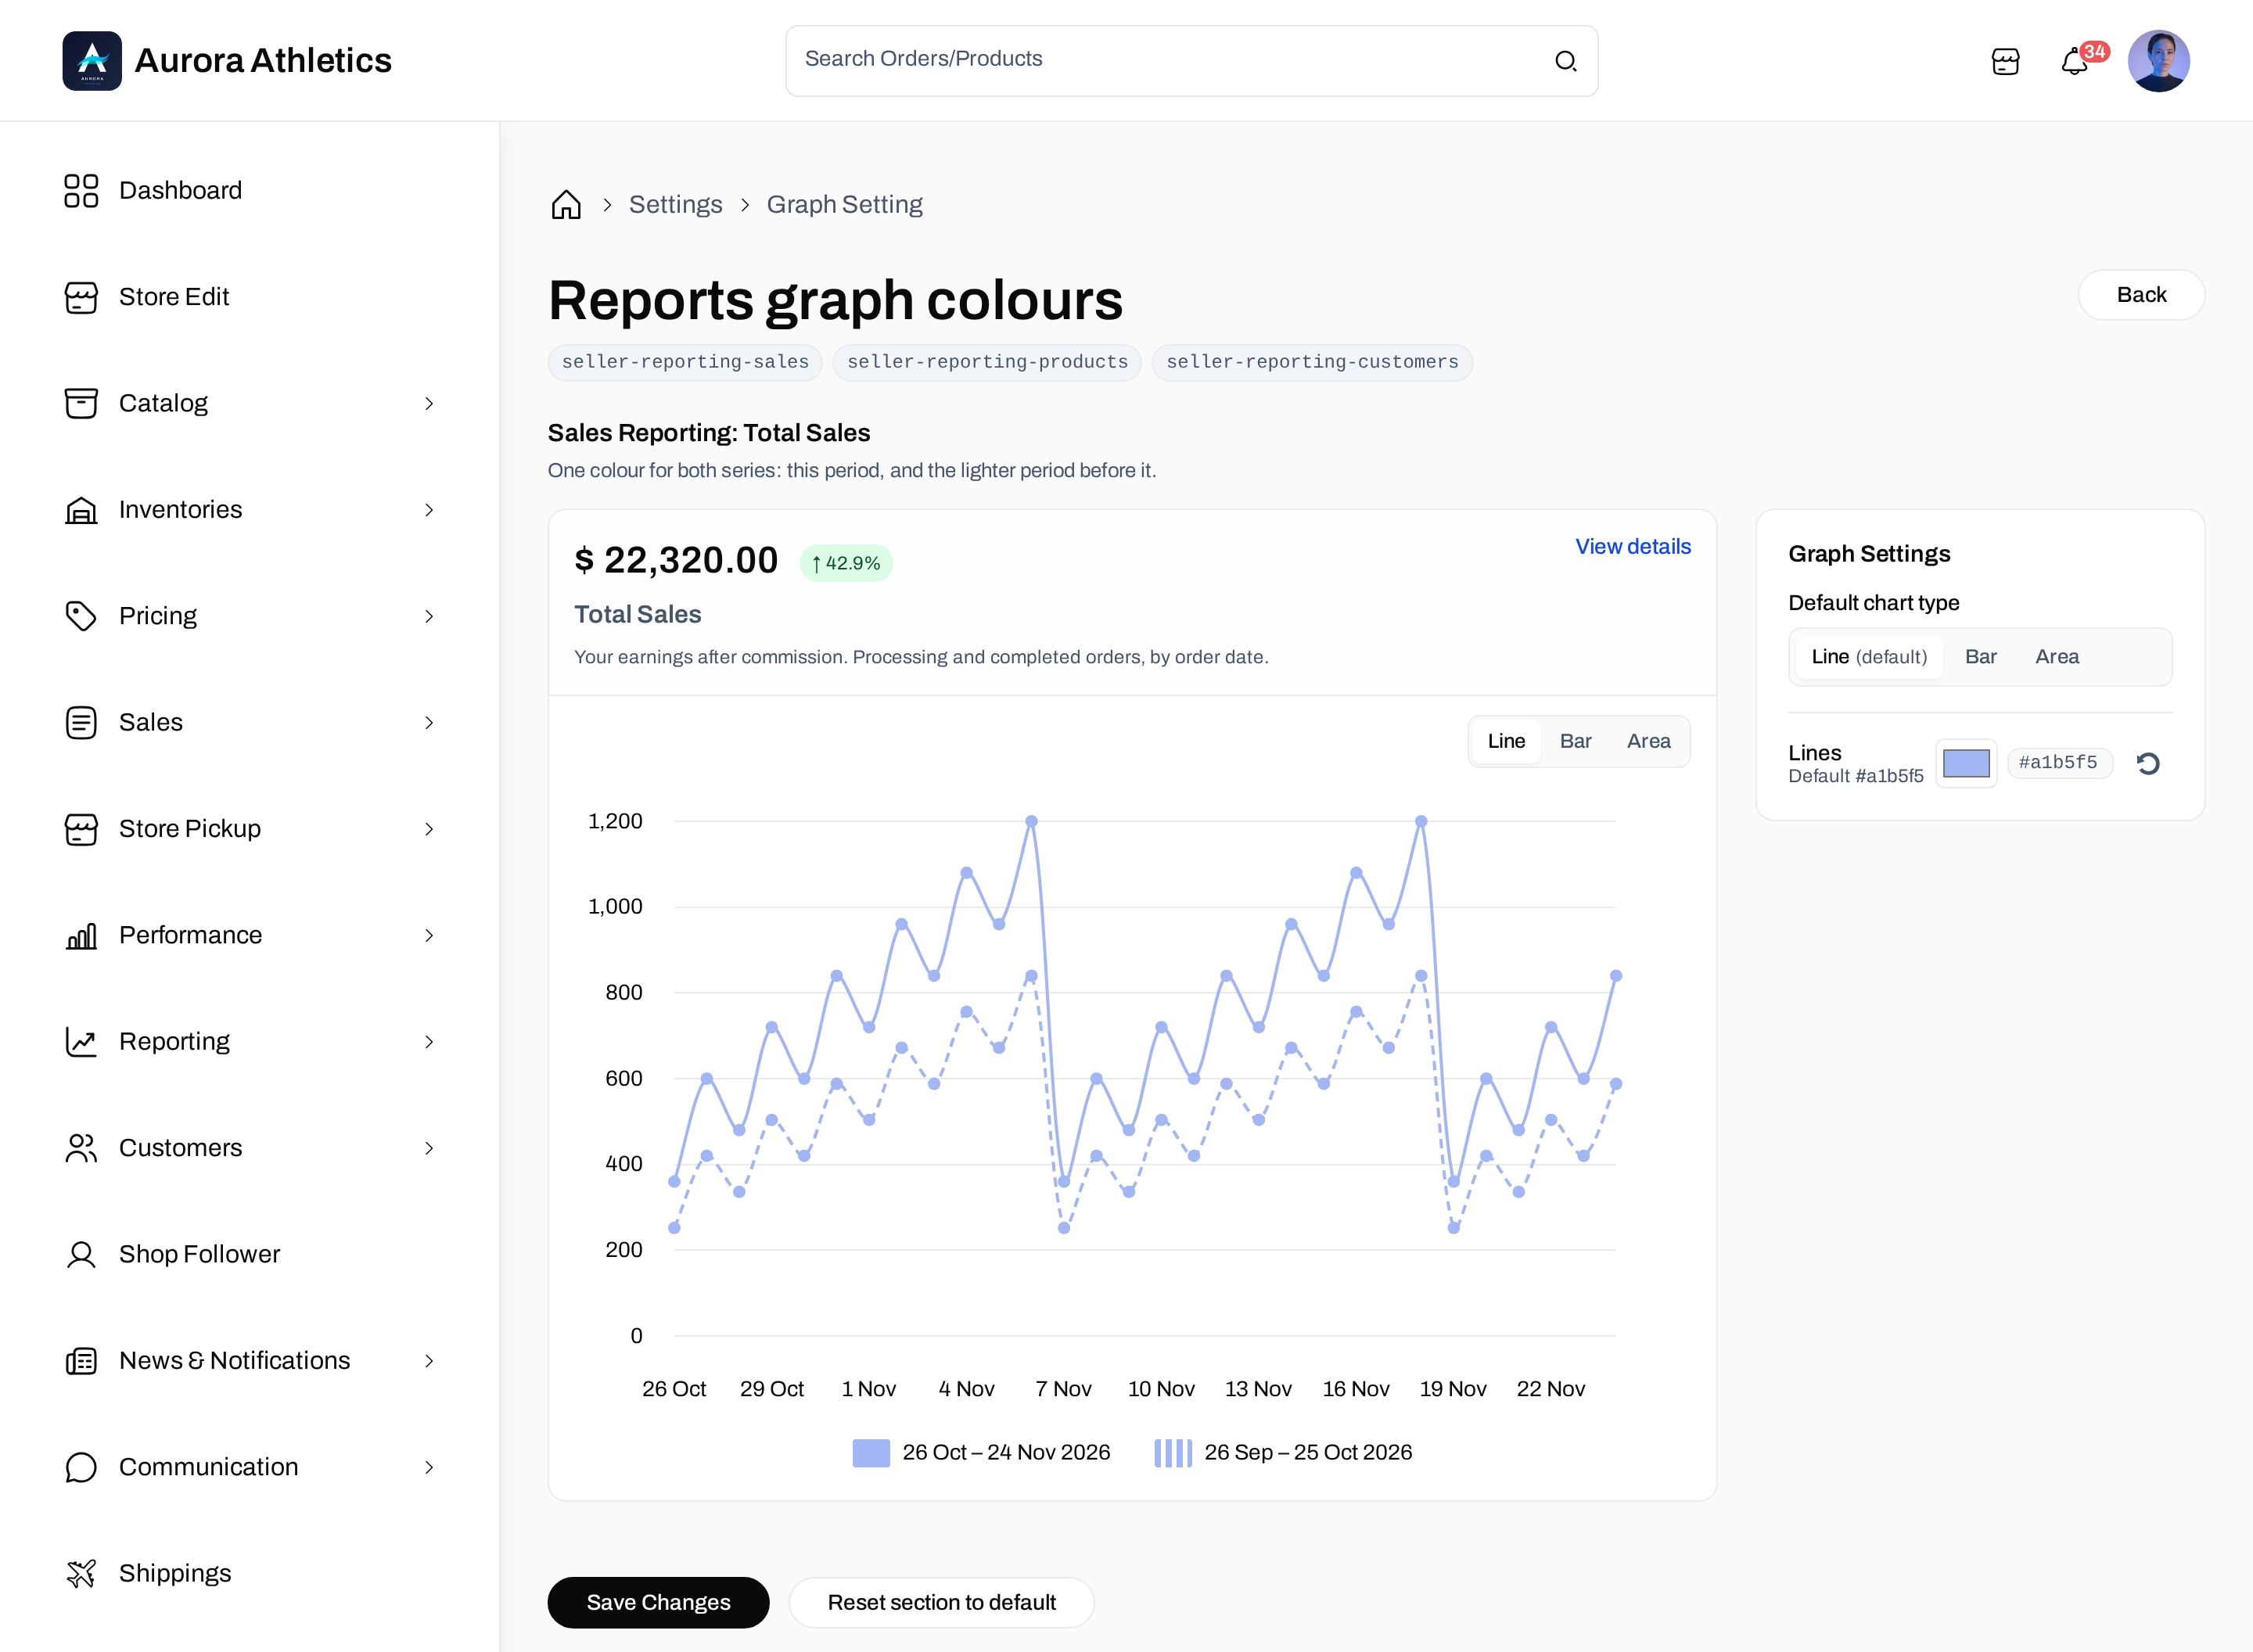 AURORA
Aurora Athletics
Search Orders/Products
34
Dashboard
Store Edit
Catalog
Inventories
Pricing
Sales
Store Pickup
Performance
Reporting
Customers
Shop Follower
News & Notifications
Communication
Shippings
Settings
Graph Setting
Reports graph colours
Back
seller-reporting-sales
seller-reporting-products
seller-reporting-customers
Sales Reporting: Total Sales
One colour for both series: this period, and the lighter period before it.
$ 22,320.00
↑ 42.9%
View details
Total Sales
Your earnings after commission. Processing and completed orders, by order date.
Line
Bar
Area
1,200
1,000
800
600
400
200
0
26 Oct
29 Oct
1 Nov
4 Nov
7 Nov
10 Nov
13 Nov
16 Nov
19 Nov
22 Nov
26 Oct – 24 Nov 2026
26 Sep – 25 Oct 2026
Graph Settings
Default chart type
Line (default)
Bar
Area
Lines
Default #a1b5f5
#a1b5f5
Save Changes
Reset section to default